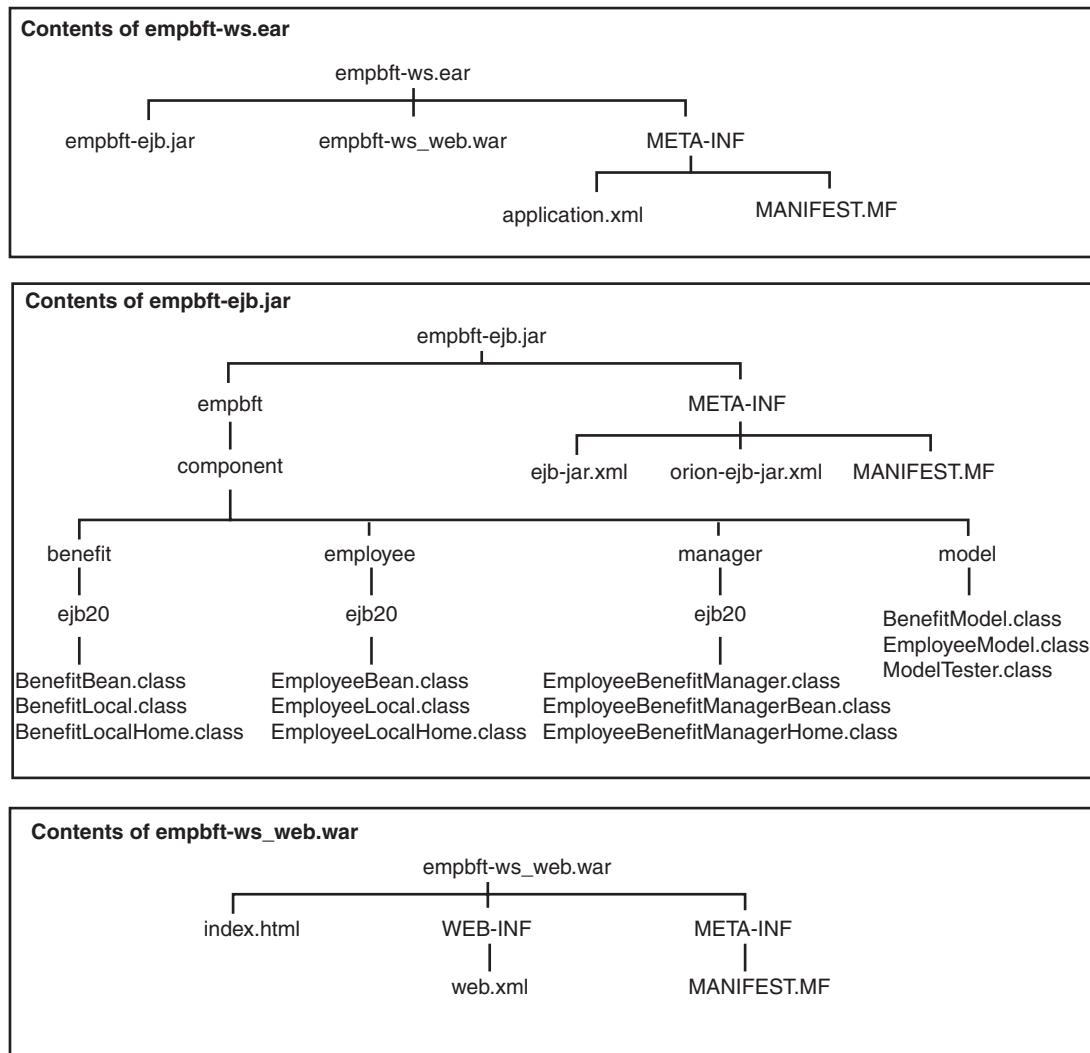 Contents of empbft-ws.ear
empbft-ws.ear
empbft-ejb.jar empbft-ws_web.war META-INF
application.xml MANIFEST.MF
Contents of empbft-ejb.jar
empbft-ejb.jar
empbft META-INF
component ejb-jar.xml orion-ejb-jar.xml MANIFEST.MF
benefit employee manager model
ejb20 ejb20 ejb20
BenefitModel.class
EmployeeModel.class
ModelTester.class
BenefitBean.class EmployeeBean.class EmployeeBenefitManager.class
BenefitLocal.class EmployeeLocal.class EmployeeBenefitManagerBean.class
BenefitLocalHome.class EmployeeLocalHome.class EmployeeBenefitManagerHome.class
Contents of empbft-ws_web.war
empbft-ws_web.war
index.html WEB-INF META-INF
web.xml MANIFEST.MF